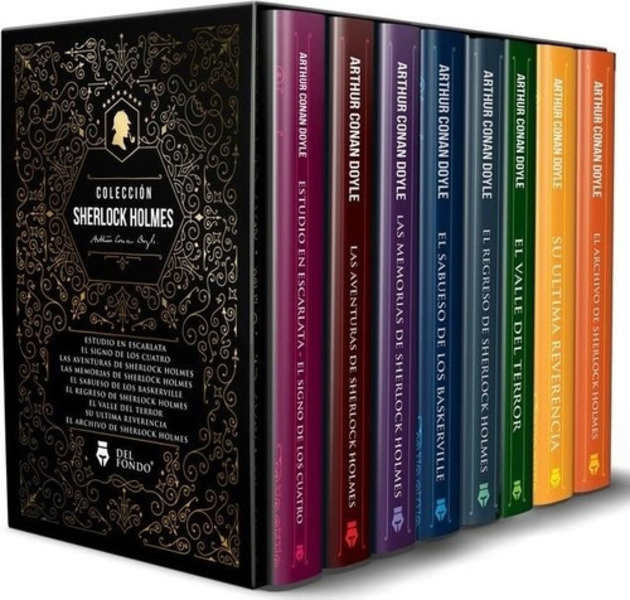 COLECCIÓN
SHERLOCK HOLMES
Arthur Conan Doyle.
ESTUDIO EN ESCARLATA
EL SIGNO DE LOS CUATRO
LAS AVENTURAS DE SHERLOCK HOLMES
LAS MEMORIAS DE SHERLOCK HOLMES
EL SABUESO DE LOS BASKERVILLE
EL REGRESO DE SHERLOCK HOLMES
EL VALLE DEL TERROR
SU ULTIMA REVERENCIA
EL ARCHIVO DE SHERLOCK HOLMES
DEL
FONDO
ARTHUR CONAN DOYLE ESTUDIO EN ESCARLATA - EL SIGNO DE LOS CUATRO
ARTHUR CONAN DOYLE LAS AVENTURAS DE SHERLOCK HOLMES
ARTHUR CONAN DOYLE LAS MEMORIAS DE SHERLOCK HOLMES
ARTHUR CONAN DOYLE EL SABUESO DE LOS BASKERVILLE
ARTHUR CONAN DOYLE EL REGRESO DE SHERLOCK HOLMES
ARTHUR CONAN DOYLE EL VALLE DEL TERROR
ARTHUR CONAN DOYLE SU ULTIMA REVERENCIA
ARTHUR CONAN DOYLE EL ARCHIVO DE SHERLOCK HOLMES